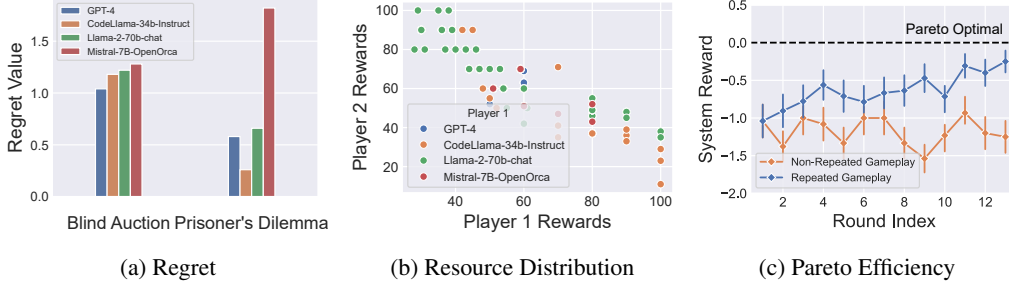 Regret Value
1.5
1.0
0.5
0.0
GPT-4
CodeLlama-34b-Instruct
Llama-2-70b-chat
Mistral-7B-OpenOrca
Blind Auction Prisoner's Dilemma
(a) Regret
Player 2 Rewards
100
80
60
40
20
Player 1
GPT-4
CodeLlama-34b-Instruct
Llama-2-70b-chat
Mistral-7B-OpenOrca
40 60 80 100
Player 1 Rewards
(b) Resource Distribution
System Reward
0.5
0.0
−0.5
−1.0
−1.5
−2.0
Pareto Optimal
Non-Repeated Gameplay
Repeated Gameplay
2 4 6 8 10 12
Round Index
(c) Pareto Efficiency